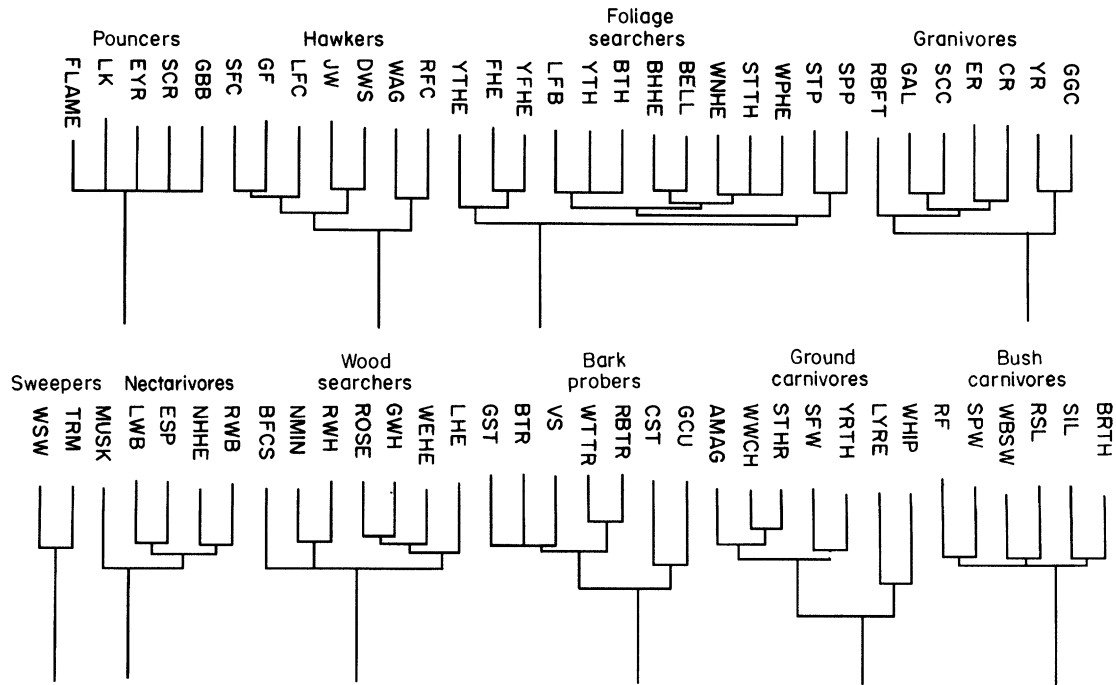 Pouncers
FLAME
LK
EYR
SCR
GBB
Hawkers
SFC
GF
LFC
JW
DWS
WAG
RFC
Foliage
searchers
YTHE
FHE
YFHE
LFB
YTH
BTH
BHHE
BELL
WNHE
STTH
WPHE
STP
SPP
Granivores
RBFT
GAL
SCC
ER
CR
YR
GGC
Sweepers
WSW
TRM
Nectarivores
MUSK
LWB
ESP
NHHE
RWB
Wood
searchers
BFCS
NMIN
RWH
ROSE
GWH
WEHE
LHE
Bark
probers
GST
BTR
VS
WTTR
RBTR
CST
GCU
Ground
carnivores
AMAG
WWCH
STHR
SFW
YRTH
LYRE
WHIP
Bush
carnivores
RF
SPW
WBSW
RSL
SIL
BRTH